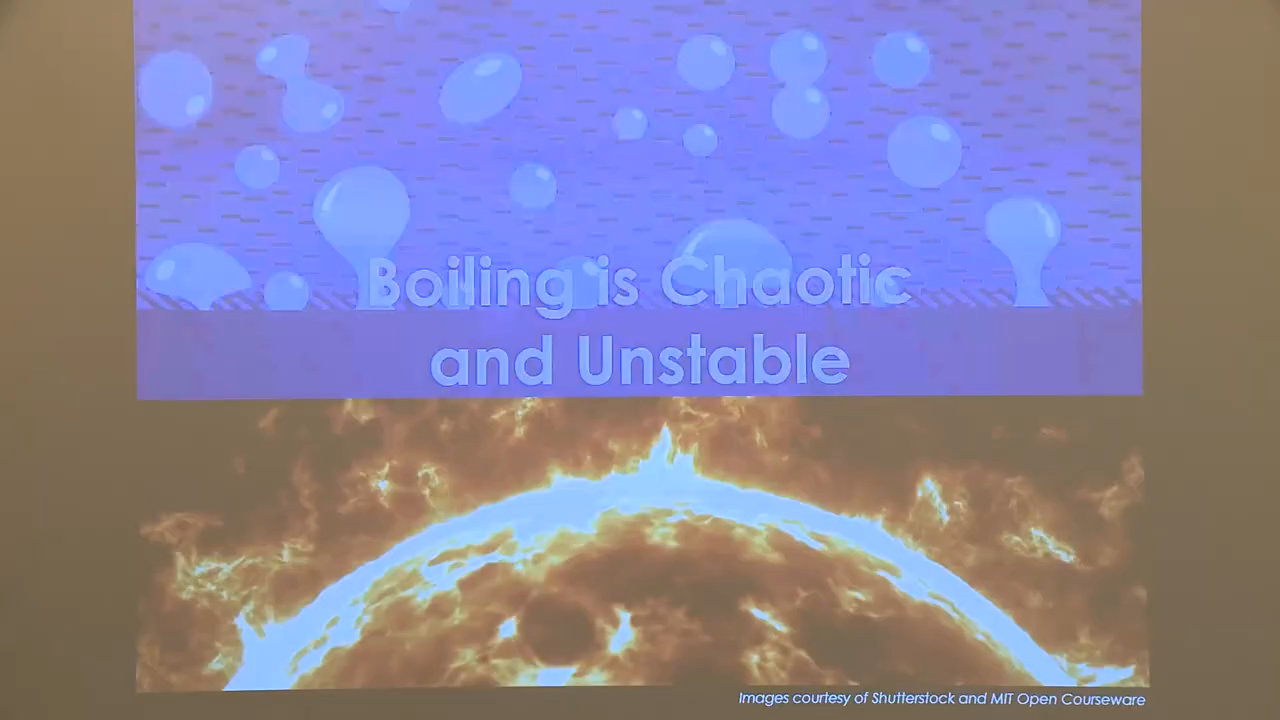 Boiling is Chaotic
and Unstable
Images courtesy of Shutterstock and MIT Open Courseware